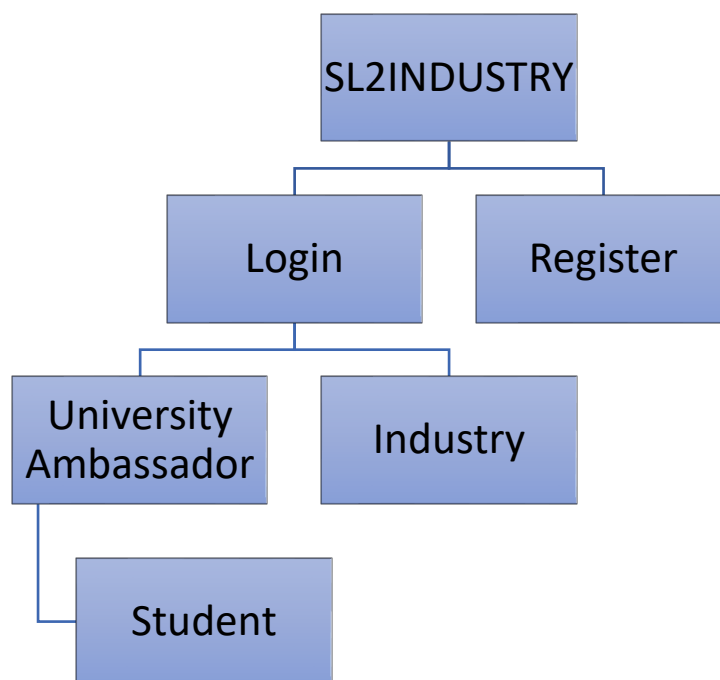 SL2INDUSTRY
Login
Register
University
Ambassador
Industry
Student